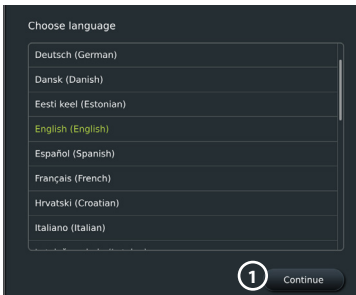 Choose language
Deutsch (German)
Dansk (Danish)
Eesti keel (Estonian)
English (English)
Español (Spanish)
Français (French)
Hrvatski (Croatian)
Italiano (Italian)
1 Continue